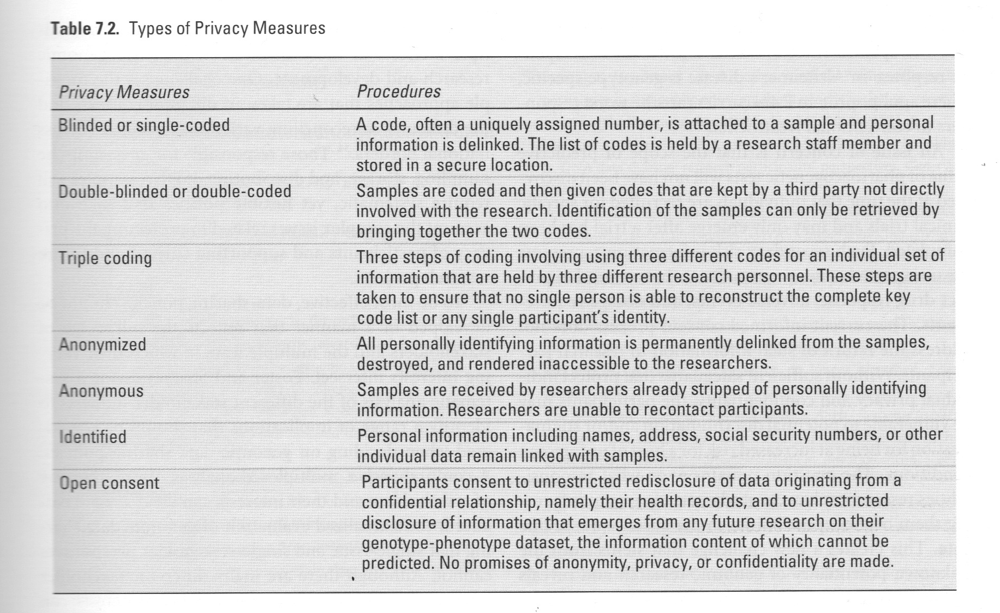 Table 7.2. Types of Privacy Measures
Privacy Measures Procedures
Blinded or single-coded A code, often a uniquely assigned number, is attached to a sample and personal
information is delinked. The list of codes is held by a research staff member and
stored in a secure location.
Double-blinded or double-coded Samples are coded and then given codes that are kept by a third party not directly
involved with the research. Identification of the samples can only be retrieved by
bringing together the two codes.
Triple coding Three steps of coding involving using three different codes for an individual set of
information that are held by three different research personnel. These steps are
taken to ensure that no single person is able to reconstruct the complete key
code list or any single participant's identity.
Anonymized All personally identifying information is permanently delinked from the samples,
destroyed, and rendered inaccessible to the researchers.
Anonymous Samples are received by researchers already stripped of personally identifying
information. Researchers are unable to recontact participants.
Identified Personal information including names, address, social security numbers, or other
individual data remain linked with samples.
Open consent Participants consent to unrestricted redisclosure of data originating from a
confidential relationship, namely their health records, and to unrestricted
disclosure of information that emerges from any future research on their
genotype-phenotype dataset, the information content of which cannot be
predicted. No promises of anonymity, privacy, or confidentiality are made.